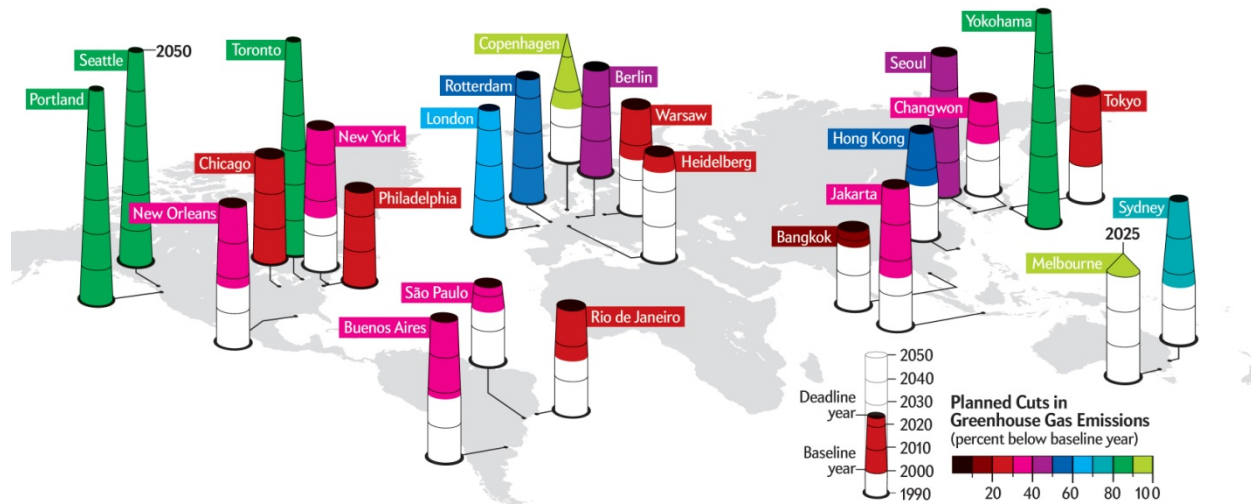 Yokohama
Toronto
Copenhagen
2050
Seattle
Seoul
Rotterdam
Berlin
Portland
Changwon
Tokyo
London
Warsaw
New York
Hong Kong
Chicago
Heidelberg
Jakarta
Philadelphia
New Orleans
Sydney
Bangkok
2025
Melbourne
São Paulo
Rio de Janeiro
Buenos Aires
2050
2040
Deadline
year
2030
2020
2010
Baseline
year
2000
1990
Planned Cuts in
Greenhouse Gas Emissions
(percent below baseline year)
20 40 60 80 100